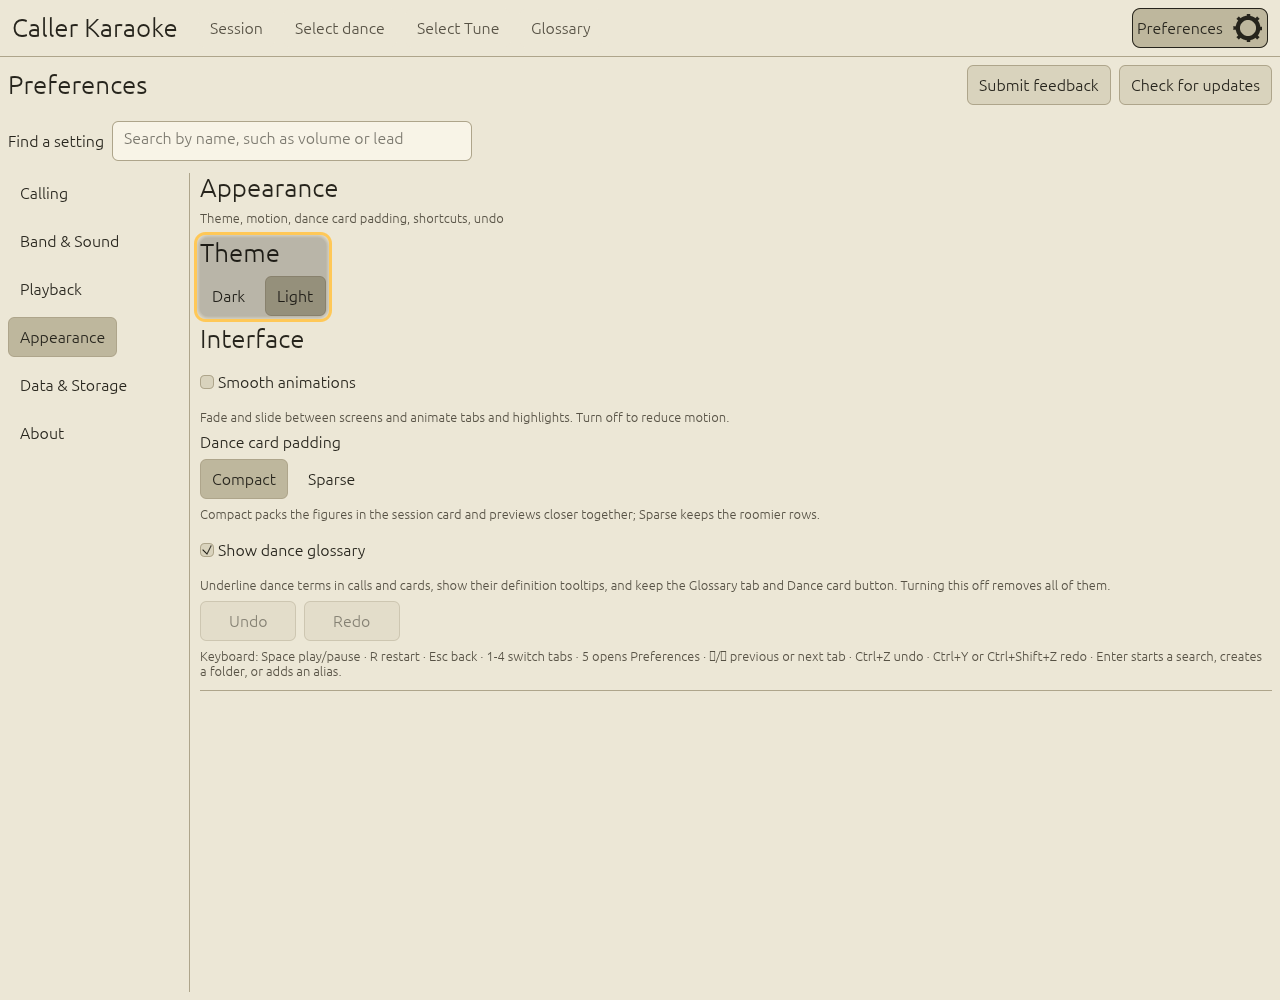 Caller Karaoke Session Select dance Select Tune Glossary Preferences
Preferences Submit feedback Check for updates
Find a setting Search by name, such as volume or lead
Calling
Band & Sound
Playback
Appearance
Data & Storage
About
Appearance
Theme, motion, dance card padding, shortcuts, undo
Theme
Dark Light
Interface
Smooth animations
Fade and slide between screens and animate tabs and highlights. Turn off to reduce motion.
Dance card padding
Compact Sparse
Compact packs the figures in the session card and previews closer together; Sparse keeps the roomier rows.
Show dance glossary
Underline dance terms in calls and cards, show their definition tooltips, and keep the Glossary tab and Dance card button. Turning this off removes all of them.
Undo Redo
Keyboard: Space play/pause · R restart · Esc back · 1-4 switch tabs · 5 opens Preferences · ▯/▯ previous or next tab · Ctrl+Z undo · Ctrl+Y or Ctrl+Shift+Z redo · Enter starts a search, creates
a folder, or adds an alias.